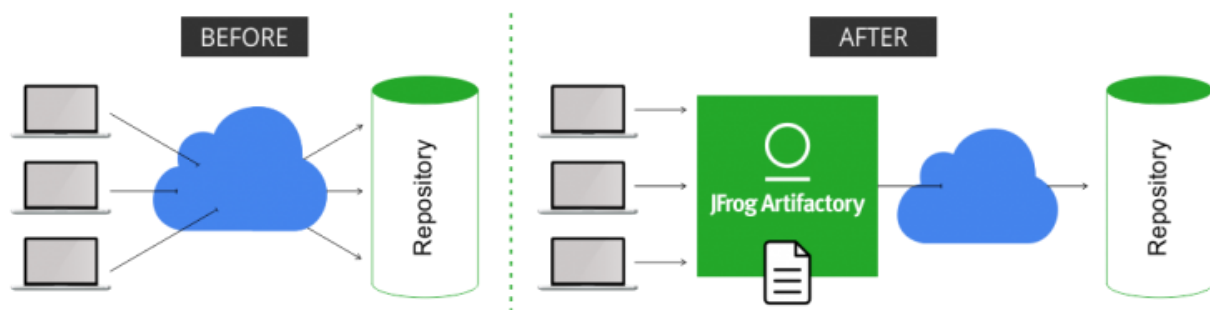 BEFORE
Repository
AFTER
JFrog Artifactory
Repository